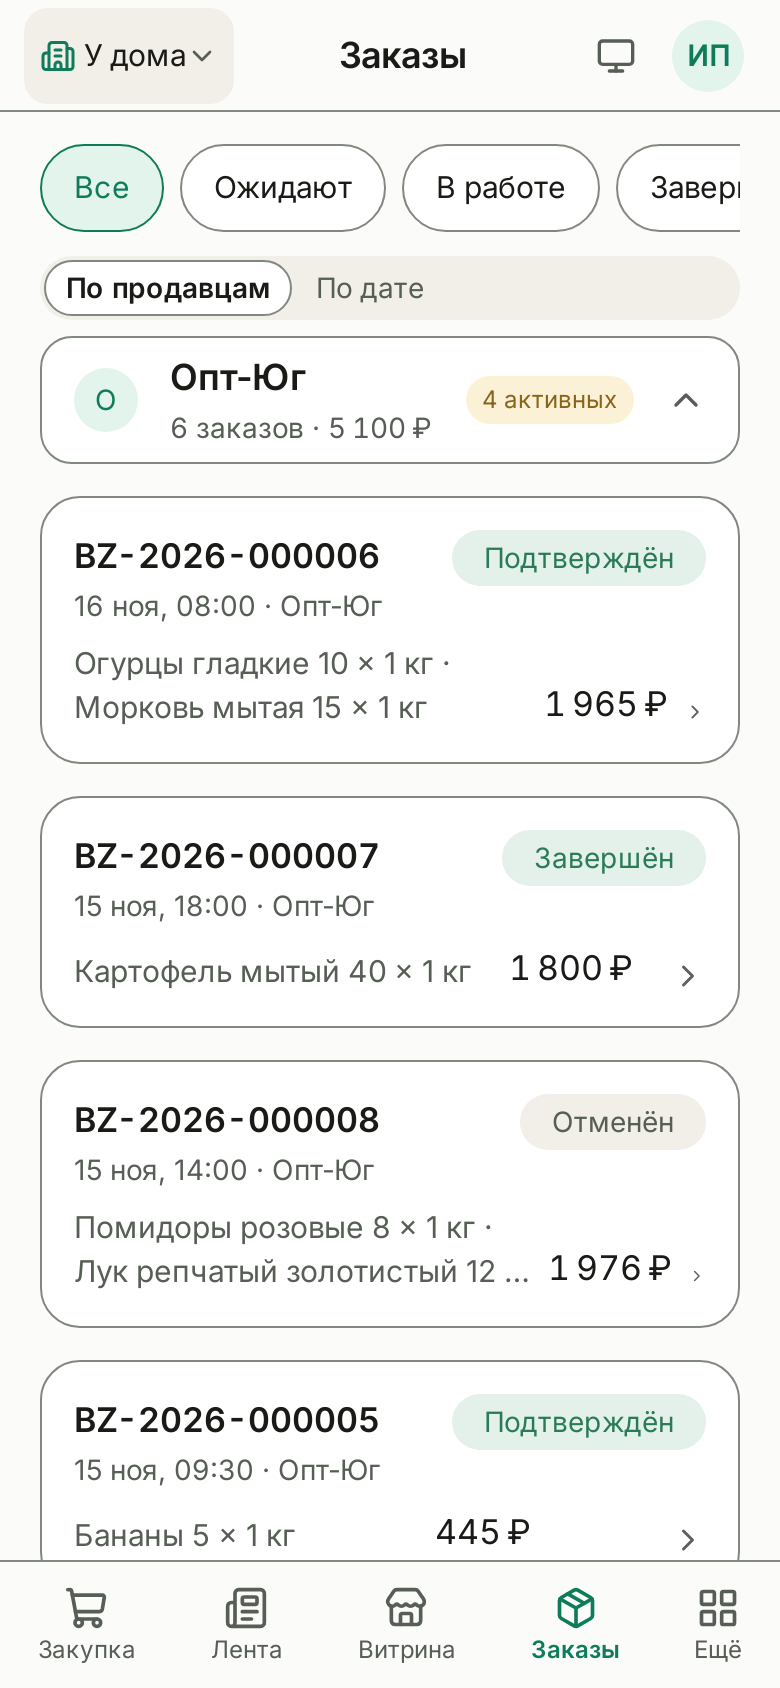 У дома
Заказы
ИП
Все
Ожидают
В работе
По продавцам
По дате
О
Опт-Юг
6 заказов · 5 100 ₽
4 активных
BZ-2026-000006
Подтверждён
16 ноя, 08:00 · Опт-Юг
Огурцы гладкие 10 × 1 кг ·
Морковь мытая 15 × 1 кг
1 965 ₽
BZ-2026-000007
Завершён
15 ноя, 18:00 · Опт-Юг
Картофель мытый 40 × 1 кг
1 800 ₽
BZ-2026-000008
Отменён
15 ноя, 14:00 · Опт-Юг
Помидоры розовые 8 × 1 кг ·
Лук репчатый золотистый 12 ...
1 976 ₽
BZ-2026-000005
Подтверждён
15 ноя, 09:30 · Опт-Юг
Бананы 5 × 1 кг
445 ₽
Закупка
Лента
Витрина
Заказы
Ещё